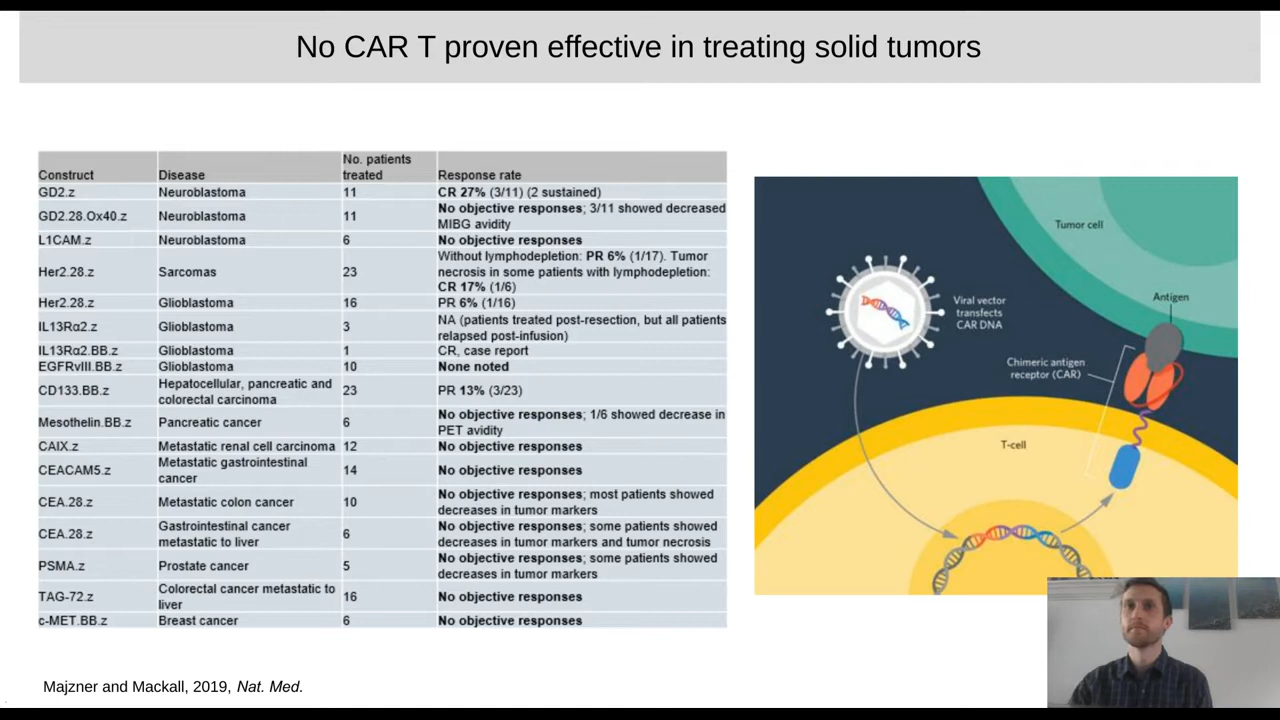 No CAR T proven effective in treating solid tumors
Construct Disease No. patients treated Response rate
GD2.z Neuroblastoma 11 CR 27% (3/11) (2 sustained)
GD2.28.Ox40.z Neuroblastoma 11 No objective responses; 3/11 showed decreased MIBG avidity
L1CAM.z Neuroblastoma 6 No objective responses
Her2.28.z Sarcomas 23 Without lymphodepletion: PR 6% (1/17). Tumor necrosis in some patients with lymphodepletion: CR 17% (1/6)
Her2.28.z Glioblastoma 16 PR 6% (1/16)
IL13Rα2.z Glioblastoma 3 NA (patients treated post-resection, but all patients relapsed post-infusion)
IL13Rα2.BB.z Glioblastoma 1 CR, case report
EGFRvIII.BB.z Glioblastoma 10 None noted
CD133.BB.z Hepatocellular, pancreatic and colorectal carcinoma 23 PR 13% (3/23)
Mesothelin.BB.z Pancreatic cancer 6 No objective responses; 1/6 showed decrease in PET avidity
CAIX.z Metastatic renal cell carcinoma 12 No objective responses
CEACAM5.z Metastatic gastrointestinal cancer 14 No objective responses
CEA.28.z Metastatic colon cancer 10 No objective responses; most patients showed decreases in tumor markers
CEA.28.z Gastrointestinal cancer metastatic to liver 6 No objective responses; some patients showed decreases in tumor markers and tumor necrosis
PSMA.z Prostate cancer 5 No objective responses; some patients showed decreases in tumor markers
TAG-72.z Colorectal cancer metastatic to liver 16 No objective responses
c-MET.BB.z Breast cancer 6 No objective responses
Tumor cell
Antigen
Viral vector
transfects
CAR DNA
Chimeric antigen
receptor (CAR)
T-cell
Majzner and Mackall, 2019, Nat. Med.